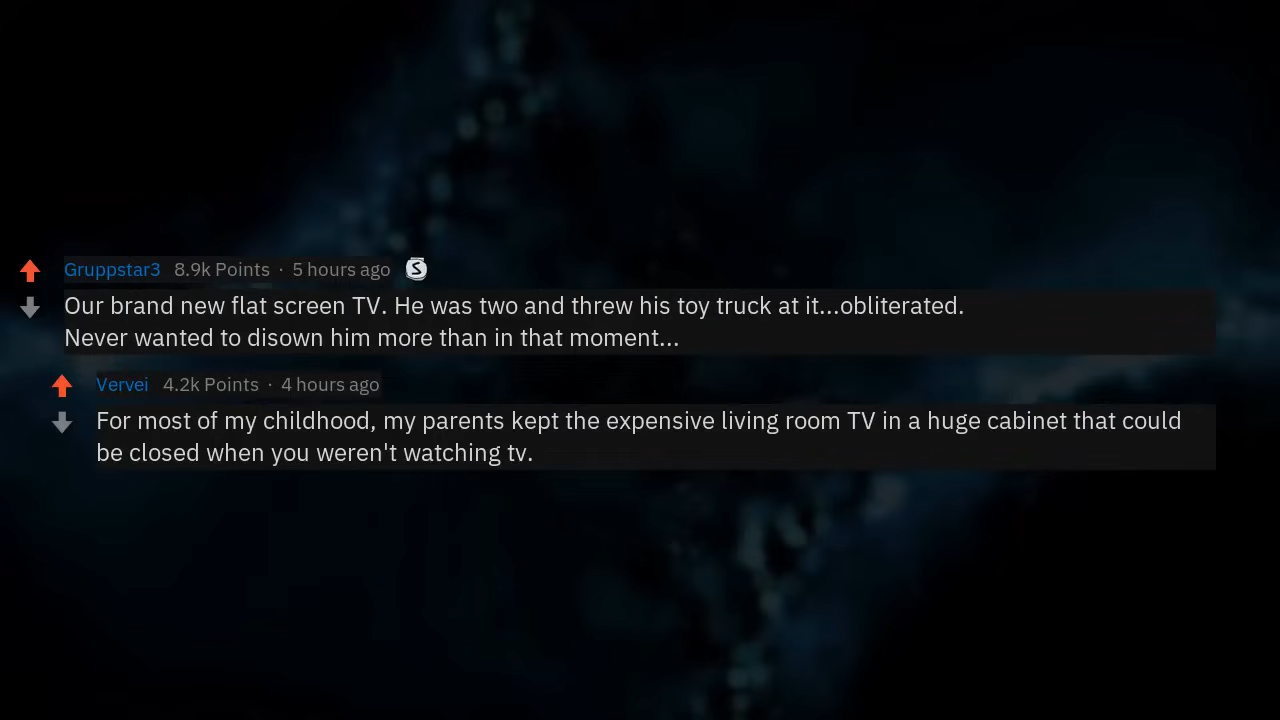 Gruppstar3 8.9k Points · 5 hours ago S
Our brand new flat screen TV. He was two and threw his toy truck at it...obliterated.
Never wanted to disown him more than in that moment...
Vervei 4.2k Points · 4 hours ago
For most of my childhood, my parents kept the expensive living room TV in a huge cabinet that could
be closed when you weren't watching tv.